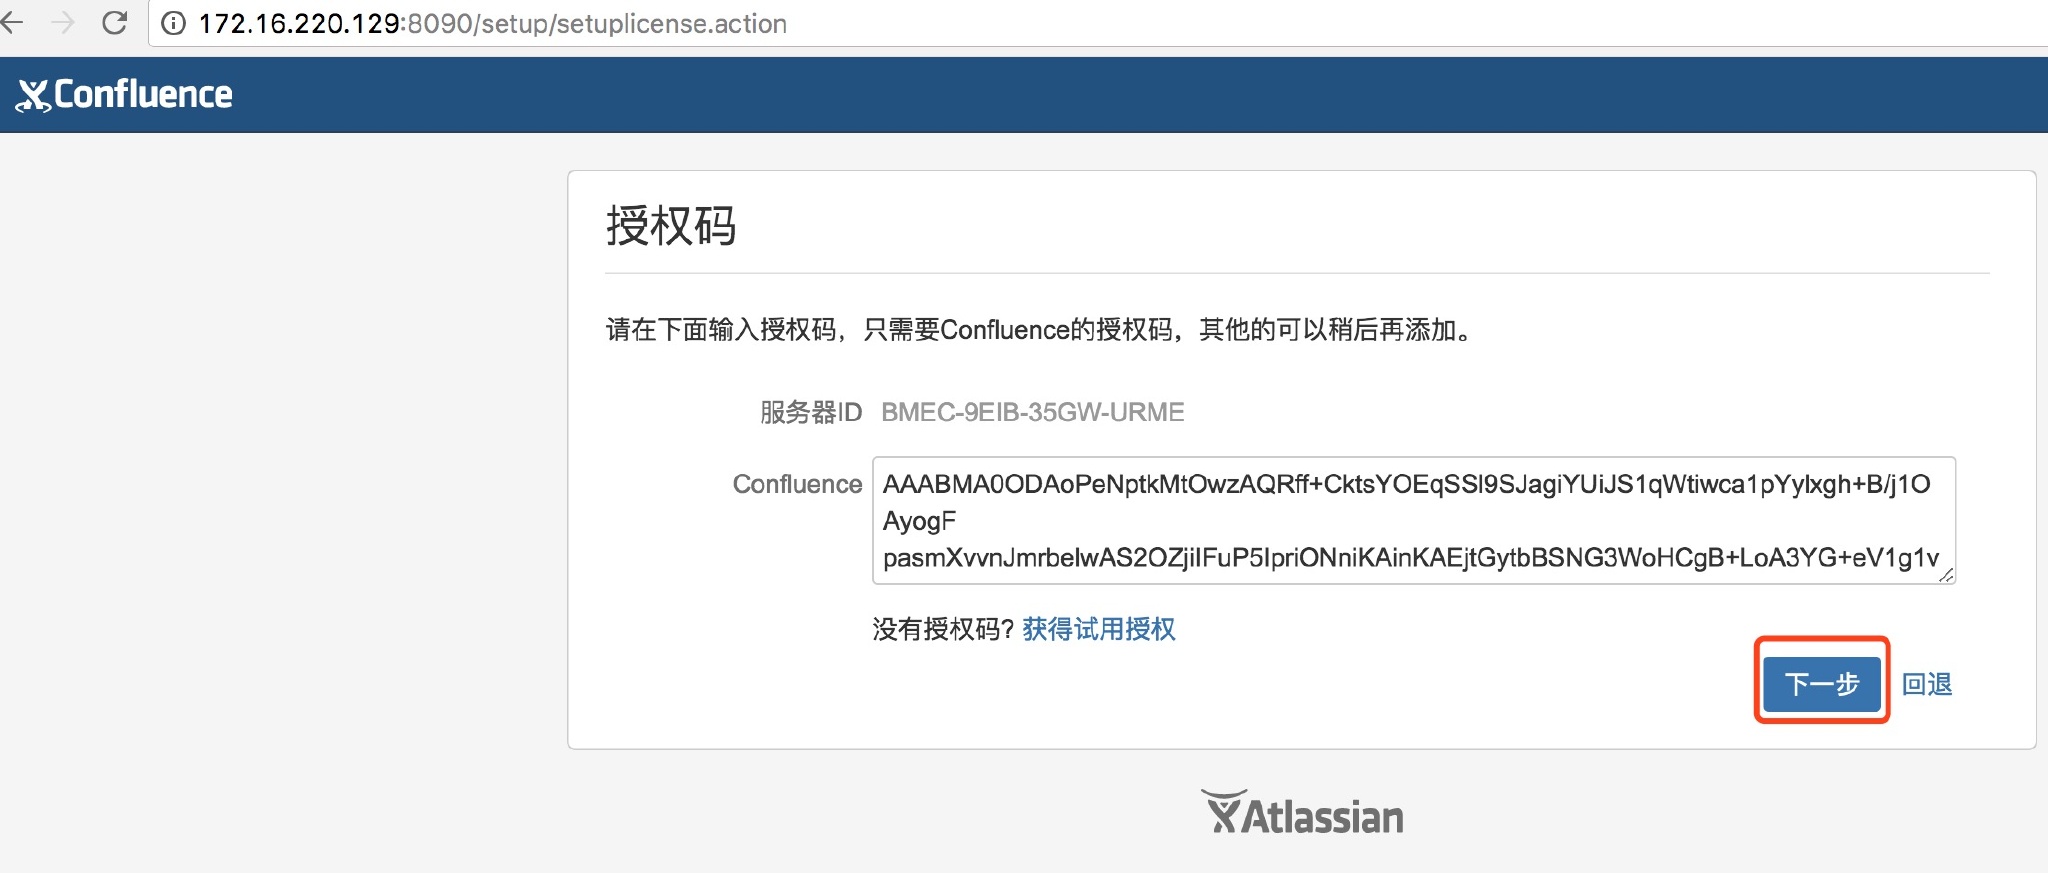 172.16.220.129:8090/setup/setuplicense.action
Confluence
授权码
请在下面输入授权码，只需要Confluence的授权码，其他的可以稍后再添加。
服务器ID BMEC-9EIB-35GW-URME
Confluence AAABMA0ODAoPeNptkMtOwzAQRff+CktsYOEqSSl9SJagiYUiJS1qWtiwca1pYyylxgh+B/j1O
AyogF
pasmXvvnJmrbelwAS2OZjiIFuP5IpriONniKAinKAEjtGytbBSNG3WoHCgB+LoA3YG+eV1g1v
没有授权码? 获得试用授权
下一步 回退
Atlassian